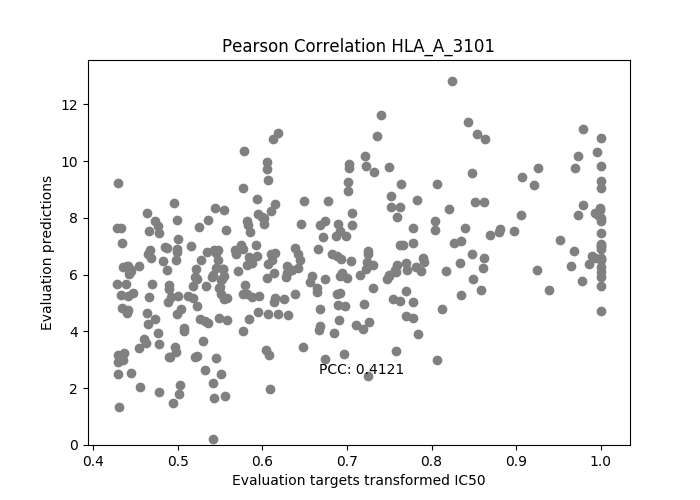 Pearson Correlation HLA_A_3101
Evaluation predictions
12
10
8
6
4
2
0
PCC: 0.4121
0.4 0.5 0.6 0.7 0.8 0.9 1.0
Evaluation targets transformed IC50